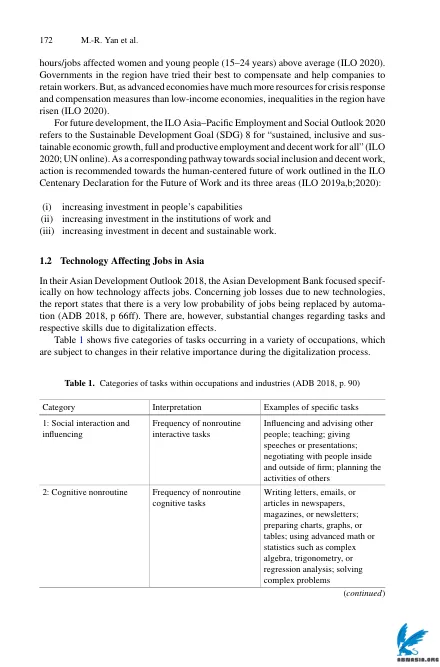 172 M.-R. Yan et al.
hours/jobs affected women and young people (15–24 years) above average (ILO 2020).
Governments in the region have tried their best to compensate and help companies to
retain workers. But, as advanced economies have much more resources for crisis response
and compensation measures than low-income economies, inequalities in the region have
risen (ILO 2020).
For future development, the ILO Asia–Pacific Employment and Social Outlook 2020
refers to the Sustainable Development Goal (SDG) 8 for “sustained, inclusive and sus-
tainable economic growth, full and productive employment and decent work for all” (ILO
2020; UN online). As a corresponding pathway towards social inclusion and decent work,
action is recommended towards the human-centered future of work outlined in the ILO
Centenary Declaration for the Future of Work and its three areas (ILO 2019a,b;2020):
(i) increasing investment in people’s capabilities
(ii) increasing investment in the institutions of work and
(iii) increasing investment in decent and sustainable work.
1.2 Technology Affecting Jobs in Asia
In their Asian Development Outlook 2018, the Asian Development Bank focused specif-
ically on how technology affects jobs. Concerning job losses due to new technologies,
the report states that there is a very low probability of jobs being replaced by automa-
tion (ADB 2018, p 66ff). There are, however, substantial changes regarding tasks and
respective skills due to digitalization effects.
Table 1 shows five categories of tasks occurring in a variety of occupations, which
are subject to changes in their relative importance during the digitalization process.
Table 1. Categories of tasks within occupations and industries (ADB 2018, p. 90)
Category Interpretation Examples of specific tasks
1: Social interaction and
influencing
Frequency of nonroutine
interactive tasks
Influencing and advising other
people; teaching; giving
speeches or presentations;
negotiating with people inside
and outside of firm; planning the
activities of others
2: Cognitive nonroutine
Frequency of nonroutine
cognitive tasks
Writing letters, emails, or
articles in newspapers,
magazines, or newsletters;
preparing charts, graphs, or
tables; using advanced math or
statistics such as complex
algebra, trigonometry, or
regression analysis; solving
complex problems
(continued)